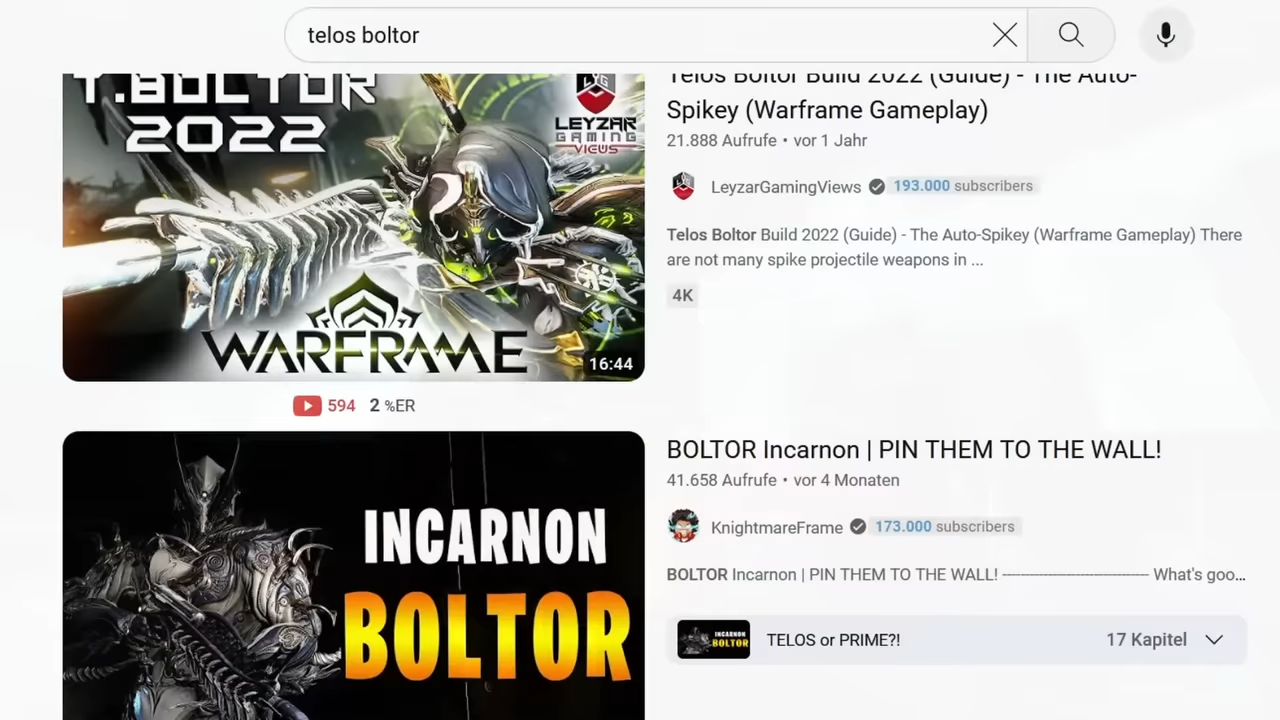 telos boltor
T.BOLTOR
2022
LYG
LEYZAR
GAMING
VIEWS
WARFRAME
16:44
Telos Boltor Build 2022 (Guide) - The Auto-
Spikey (Warframe Gameplay)
21.888 Aufrufe • vor 1 Jahr
LeyzarGamingViews 193.000 subscribers
Telos Boltor Build 2022 (Guide) - The Auto-Spikey (Warframe Gameplay) There
are not many spike projectile weapons in ...
4K
594 2 %ER
INCARNON
BOLTOR
BOLTOR Incarnon | PIN THEM TO THE WALL!
41.658 Aufrufe • vor 4 Monaten
KnightmareFrame 173.000 subscribers
BOLTOR Incarnon | PIN THEM TO THE WALL! ---------------------------------------- What's goo...
INCARNON
BOLTOR
TELOS or PRIME?!
17 Kapitel